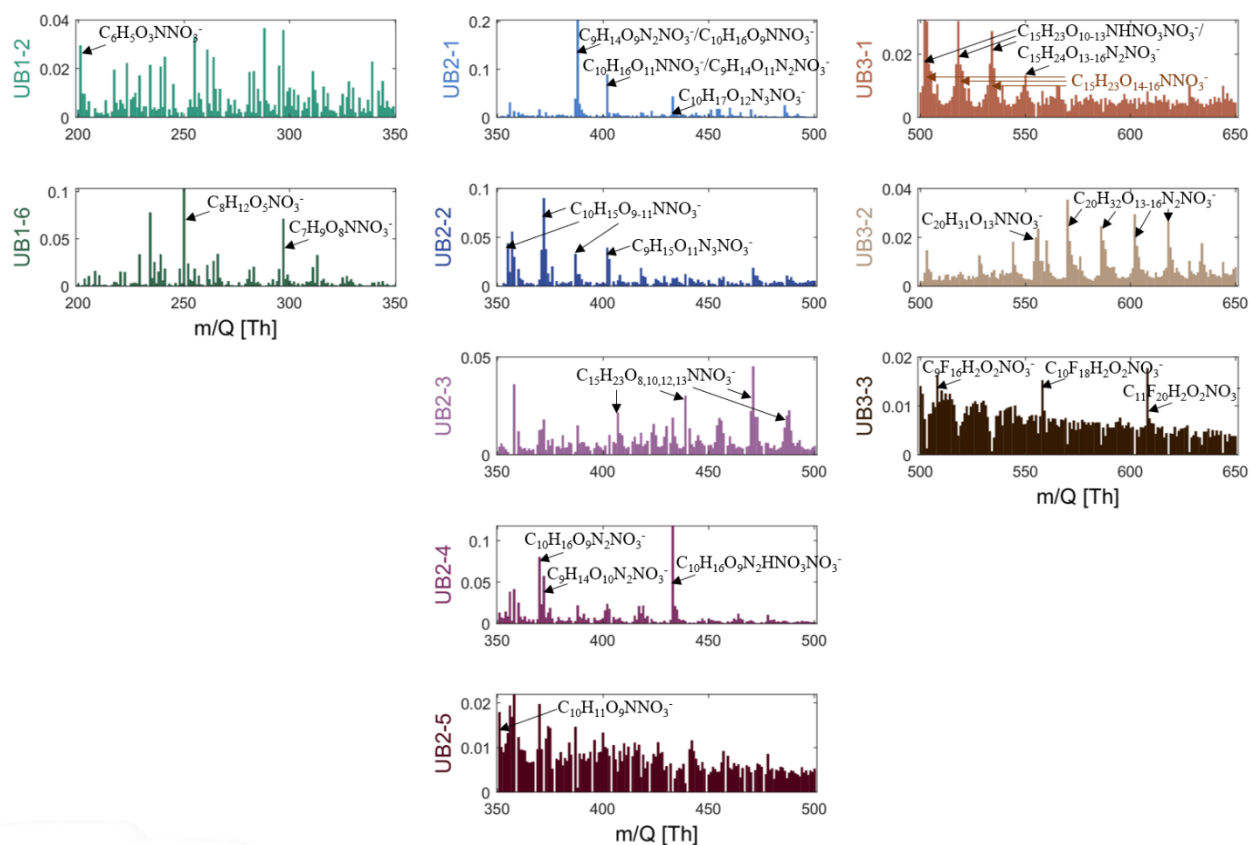 UB1-2
0.04
0.02
0
C₆H₅O₃NNO₃⁻
200 250 300 350
UB1-6
0.1
0.05
0
C₈H₁₂O₅NO₃⁻
C₇H₉O₈NNO₃⁻
200 250 300 350
m/Q [Th]
UB2-1
0.2
0.1
0
C₉H₁₄O₉N₂NO₃⁻/C₁₀H₁₆O₉NNO₃⁻
C₁₀H₁₆O₁₁NNO₃⁻/C₉H₁₄O₁₁N₂NO₃⁻
C₁₀H₁₇O₁₂N₃NO₃⁻
350 400 450 500
UB2-2
0.1
0.05
0
C₁₀H₁₅O₉₋₁₁NNO₃⁻
C₉H₁₅O₁₁N₃NO₃⁻
350 400 450 500
UB2-3
0.05
0
C₁₅H₂₃O₈,₁₀,₁₂,₁₃NNO₃⁻
350 400 450 500
UB2-4
0.1
0.05
0
C₁₀H₁₆O₉N₂NO₃⁻
C₉H₁₄O₁₀N₂NO₃⁻
C₁₀H₁₆O₉N₂HNO₃NO₃⁻
350 400 450 500
UB2-5
0.02
0.01
0
C₁₀H₁₁O₉NNO₃⁻
350 400 450 500
m/Q [Th]
UB3-1
0.02
0
C₁₅H₂₃O₁₀₋₁₃NHNO₃NO₃⁻/
C₁₅H₂₄O₁₃₋₁₆N₂NO₃⁻
C₁₅H₂₃O₁₄₋₁₆NNO₃⁻
500 550 600 650
UB3-2
0.04
0.02
0
C₂₀H₃₂O₁₃₋₁₆N₂NO₃⁻
C₂₀H₃₁O₁₃NNO₃⁻
500 550 600 650
UB3-3
0.02
0.01
0
C₉F₁₆H₂O₂NO₃⁻
C₁₀F₁₈H₂O₂NO₃⁻
C₁₁F₂₀H₂O₂NO₃⁻
500 550 600 650
m/Q [Th]